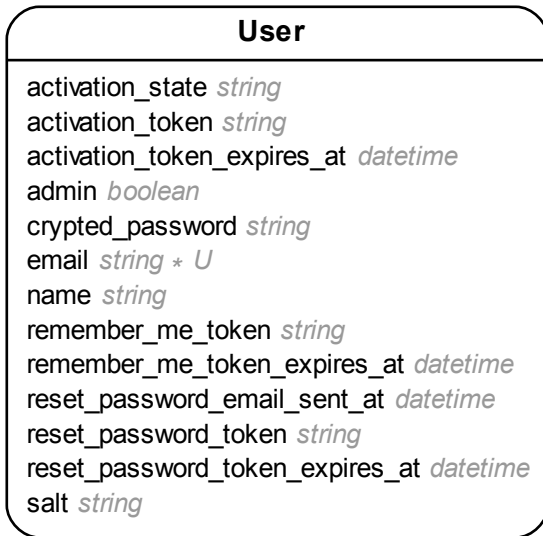 User
activation_state string
activation_token string
activation_token_expires_at datetime
admin boolean
crypted_password string
email string * U
name string
remember_me_token string
remember_me_token_expires_at datetime
reset_password_email_sent_at datetime
reset_password_token string
reset_password_token_expires_at datetime
salt string